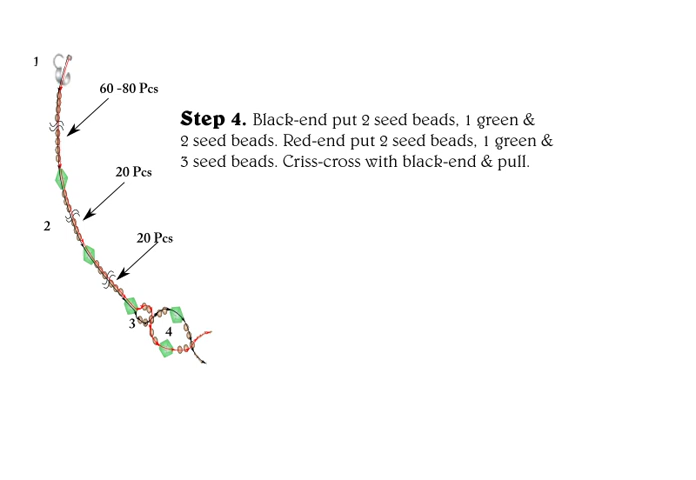 1
60 -80 Pcs
Step 4. Black-end put 2 seed beads, 1 green &
2 seed beads. Red-end put 2 seed beads, 1 green &
3 seed beads. Criss-cross with black-end & pull.
20 Pcs
2
20 Pcs
3
4